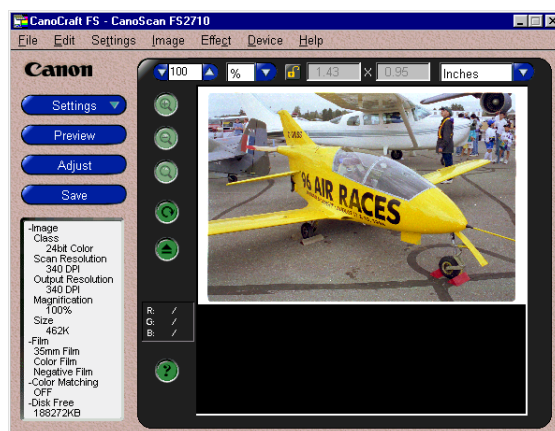 CanoCraft FS - CanoScan FS2710
File Edit Settings Image Effect Device Help
Canon
100 % 1.43 X 0.95 Inches
Settings
Preview
Adjust
Save
96 AIR RACES
-Image
Class
24bit Color
Scan Resolution
340 DPI
Output Resolution
340 DPI
Magnification
100%
Size
462K
-Film
35mm Film
Color Film
Negative Film
-Color Matching
OFF
-Disk Free
188272KB
R: /
G: /
B: /
?